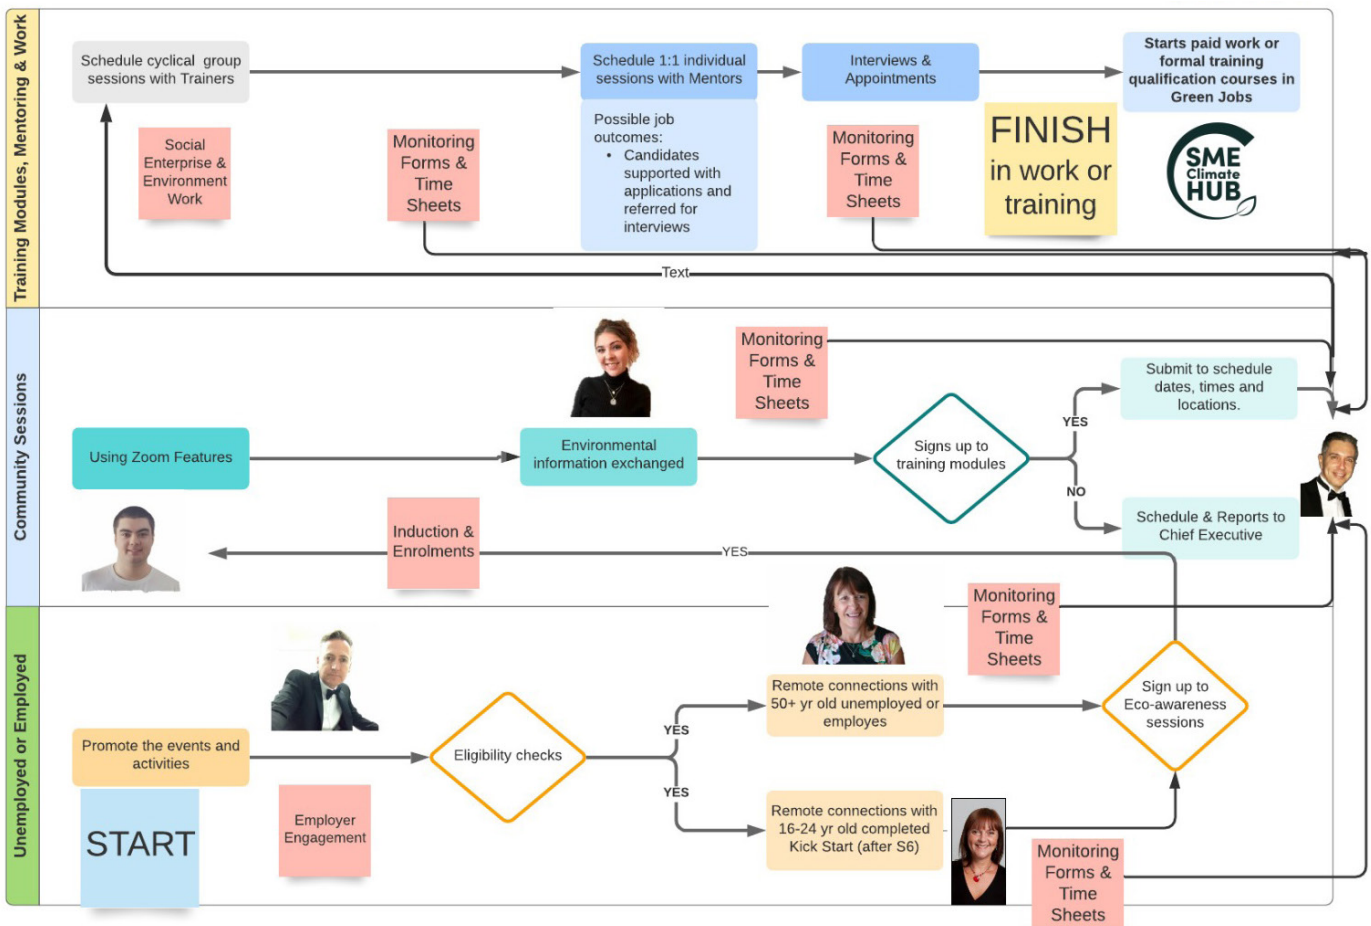 Training Modules, Mentoring & Work
Schedule cyclical group
sessions with Trainers
Schedule 1:1 individual
sessions with Mentors
Interviews &
Appointments
Starts paid work or
formal training
qualification courses in
Green Jobs
Social
Enterprise &
Environment
Work
Monitoring
Forms &
Time
Sheets
Possible job
outcomes:
• Candidates
supported with
applications and
referred for
interviews
Monitoring
Forms &
Time
Sheets
FINISH
in work or
training
SME
Climate
HUB
Text
Community Sessions
Monitoring
Forms &
Time
Sheets
Submit to schedule
dates, times and
locations.
YES
Using Zoom Features
Environmental
information exchanged
Signs up to
training modules
NO
Schedule & Reports to
Chief Executive
Induction &
Enrolments
YES
Unemployed or Employed
Monitoring
Forms &
Time
Sheets
Promote the events and
activities
Eligibility checks
YES
YES
Remote connections with
50+ yr old unemployed or
employes
Sign up to
Eco-awareness
sessions
START
Employer
Engagement
Remote connections with
16-24 yr old completed
Kick Start (after S6)
Monitoring
Forms &
Time
Sheets